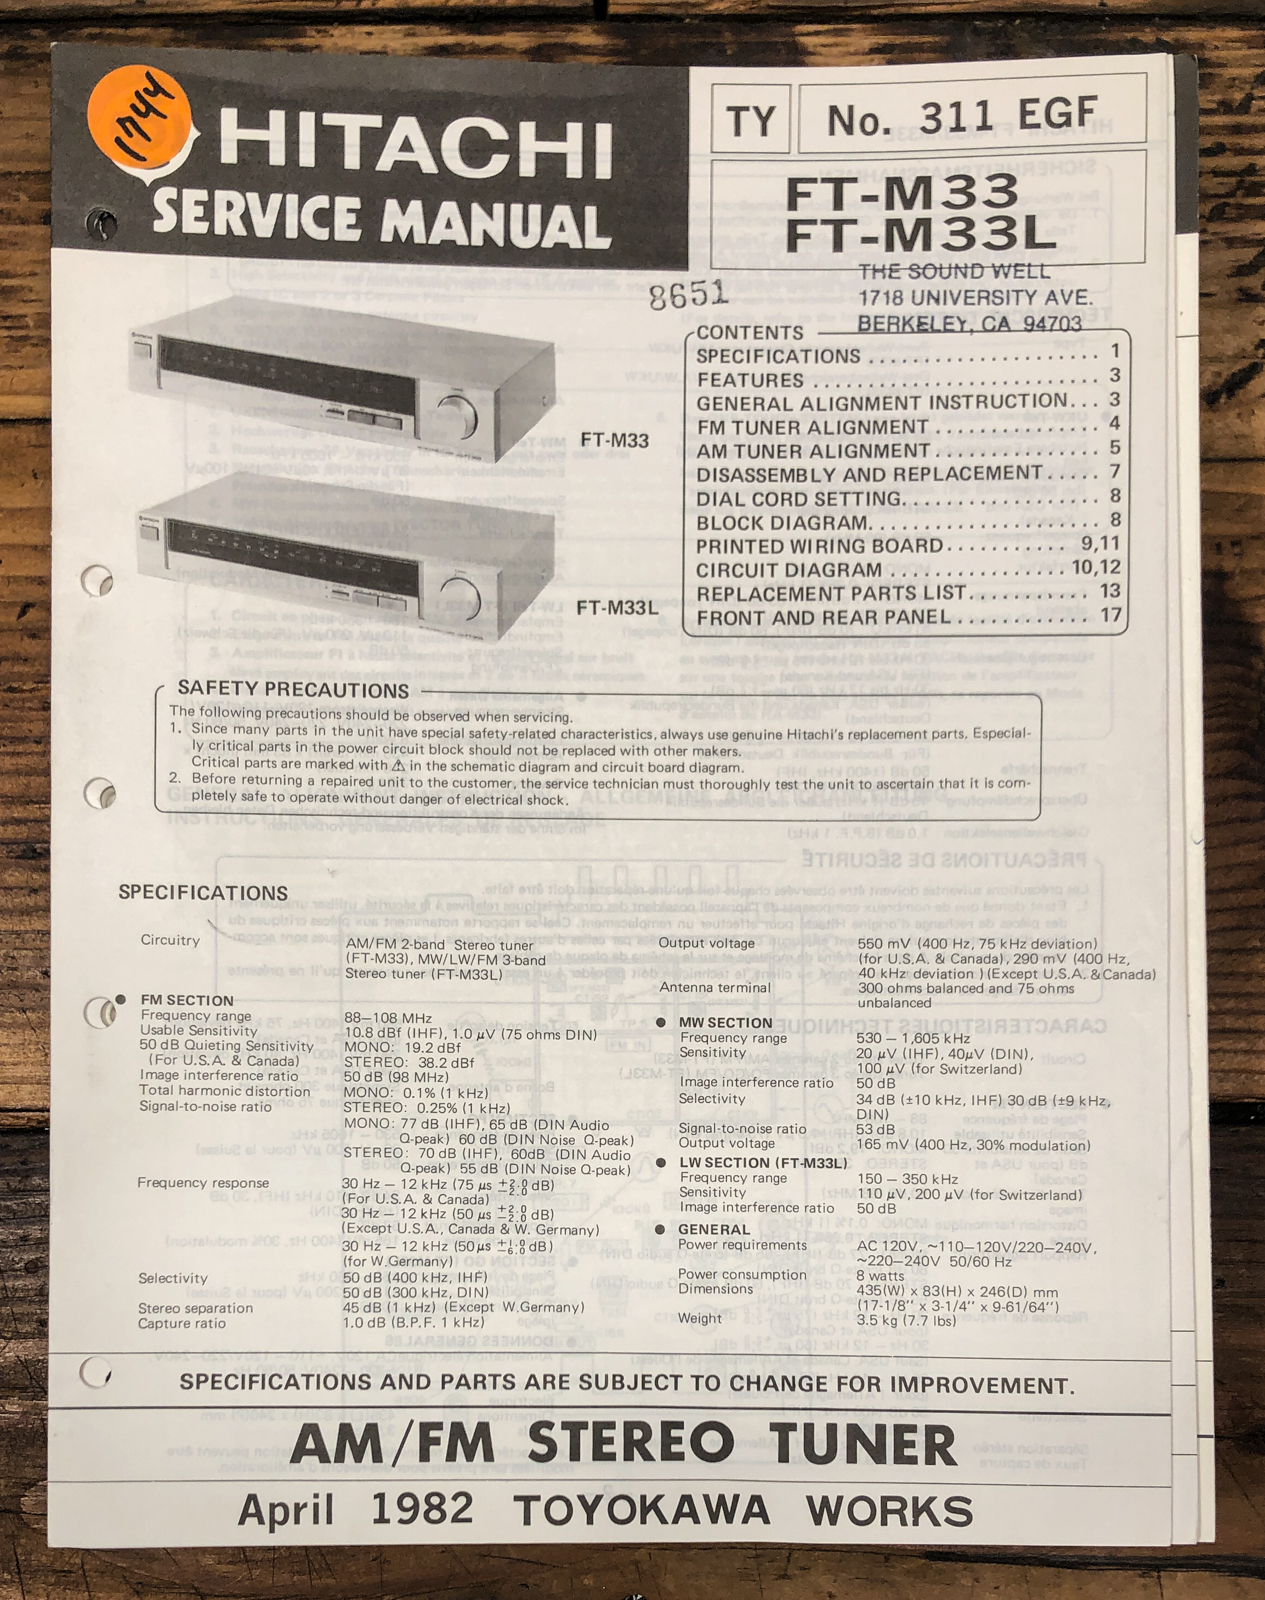 1744
HITACHI
SERVICE MANUAL
TY
No. 311 EGF
FT-M33
FT-M33L
THE SOUND WELL
1718 UNIVERSITY AVE.
BERKELEY, CA 94703
8651
FT-M33
FT-M33L
CONTENTS
SPECIFICATIONS ...................... 1
FEATURES ........................... 3
GENERAL ALIGNMENT INSTRUCTION... 3
FM TUNER ALIGNMENT ................ 4
AM TUNER ALIGNMENT ................ 5
DISASSEMBLY AND REPLACEMENT ..... 7
DIAL CORD SETTING................... 8
BLOCK DIAGRAM...................... 8
PRINTED WIRING BOARD ........... 9,11
CIRCUIT DIAGRAM ................ 10,12
REPLACEMENT PARTS LIST........... 13
FRONT AND REAR PANEL ............ 17
SAFETY PRECAUTIONS
The following precautions should be observed when servicing.
1. Since many parts in the unit have special safety-related characteristics, always use genuine Hitachi's replacement parts. Especial-
ly critical parts in the power circuit block should not be replaced with other makers.
Critical parts are marked with ⚠ in the schematic diagram and circuit board diagram.
2. Before returning a repaired unit to the customer, the service technician must thoroughly test the unit to ascertain that it is com-
pletely safe to operate without danger of electrical shock.
SPECIFICATIONS
Circuitry AM/FM 2-band Stereo tuner
(FT-M33), MW/LW/FM 3-band
Stereo tuner (FT-M33L)
● FM SECTION
Frequency range 88–108 MHz
Usable Sensitivity 10.8 dBf (IHF), 1.0 μV (75 ohms DIN)
50 dB Quieting Sensitivity MONO: 19.2 dBf
(For U.S.A. & Canada) STEREO: 38.2 dBf
Image interference ratio 50 dB (98 MHz)
Total harmonic distortion MONO: 0.1% (1 kHz)
Signal-to-noise ratio STEREO: 0.25% (1 kHz)
MONO: 77 dB (IHF), 65 dB (DIN Audio
Q-peak) 60 dB (DIN Noise Q-peak)
STEREO: 70 dB (IHF), 60dB (DIN Audio
Q-peak) 55 dB (DIN Noise Q-peak)
Frequency response 30 Hz – 12 kHz (75 μs +2.0 −2.0 dB)
(For U.S.A. & Canada)
30 Hz – 12 kHz (50 μs +2.0 −2.0 dB)
(Except U.S.A., Canada & W. Germany)
30 Hz – 12 kHz (50 μs +1.0 −6.0 dB)
(for W.Germany)
Selectivity 50 dB (400 kHz, IHF)
50 dB (300 kHz, DIN)
Stereo separation 45 dB (1 kHz) (Except W.Germany)
Capture ratio 1.0 dB (B.P.F. 1 kHz)
Output voltage 550 mV (400 Hz, 75 kHz deviation)
(for U.S.A. & Canada), 290 mV (400 Hz,
40 kHz deviation ) (Except U.S.A. & Canada)
Antenna terminal 300 ohms balanced and 75 ohms
unbalanced
● MW SECTION
Frequency range 530 – 1,605 kHz
Sensitivity 20 μV (IHF), 40μV (DIN),
100 μV (for Switzerland)
Image interference ratio 50 dB
Selectivity 34 dB (±10 kHz, IHF) 30 dB (±9 kHz,
DIN)
Signal-to-noise ratio 53 dB
Output voltage 165 mV (400 Hz, 30% modulation)
● LW SECTION (FT-M33L)
Frequency range 150 – 350 kHz
Sensitivity 110 μV, 200 μV (for Switzerland)
Image interference ratio 50 dB
● GENERAL
Power requirements AC 120V, ~110–120V/220–240V,
~220–240V 50/60 Hz
Power consumption 8 watts
Dimensions 435(W) x 83(H) x 246(D) mm
(17-1/8" x 3-1/4" x 9-61/64")
Weight 3.5 kg (7.7 lbs)
SPECIFICATIONS AND PARTS ARE SUBJECT TO CHANGE FOR IMPROVEMENT.
AM/FM STEREO TUNER
April 1982 TOYOKAWA WORKS